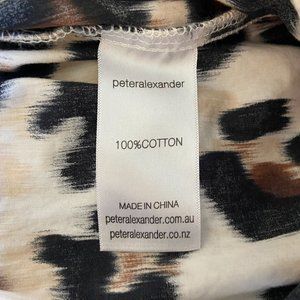 peteralexander
100%COTTON
MADE IN CHINA
peteralexander.com.au
peteralexander.co.nz